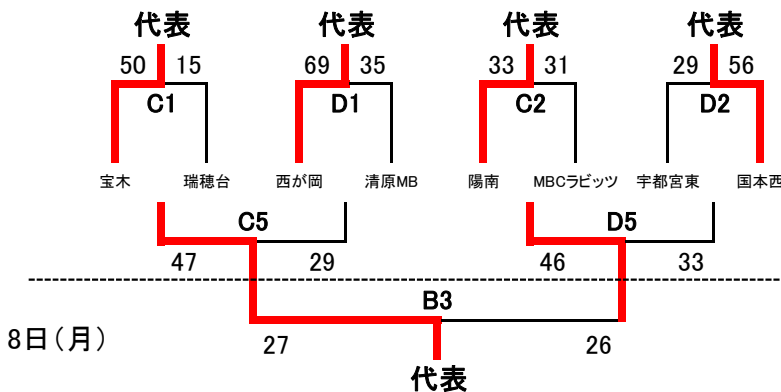 代表 代表 代表 代表
50 15 69 35 33 31 29 56
C1 D1 C2 D2
宝木 瑞穂台 西が岡 清原MB 陽南 MBCラビッツ 宇都宮東 国本西
C5 D5
47 29 46 33
B3
8日(月) 27 26
代表